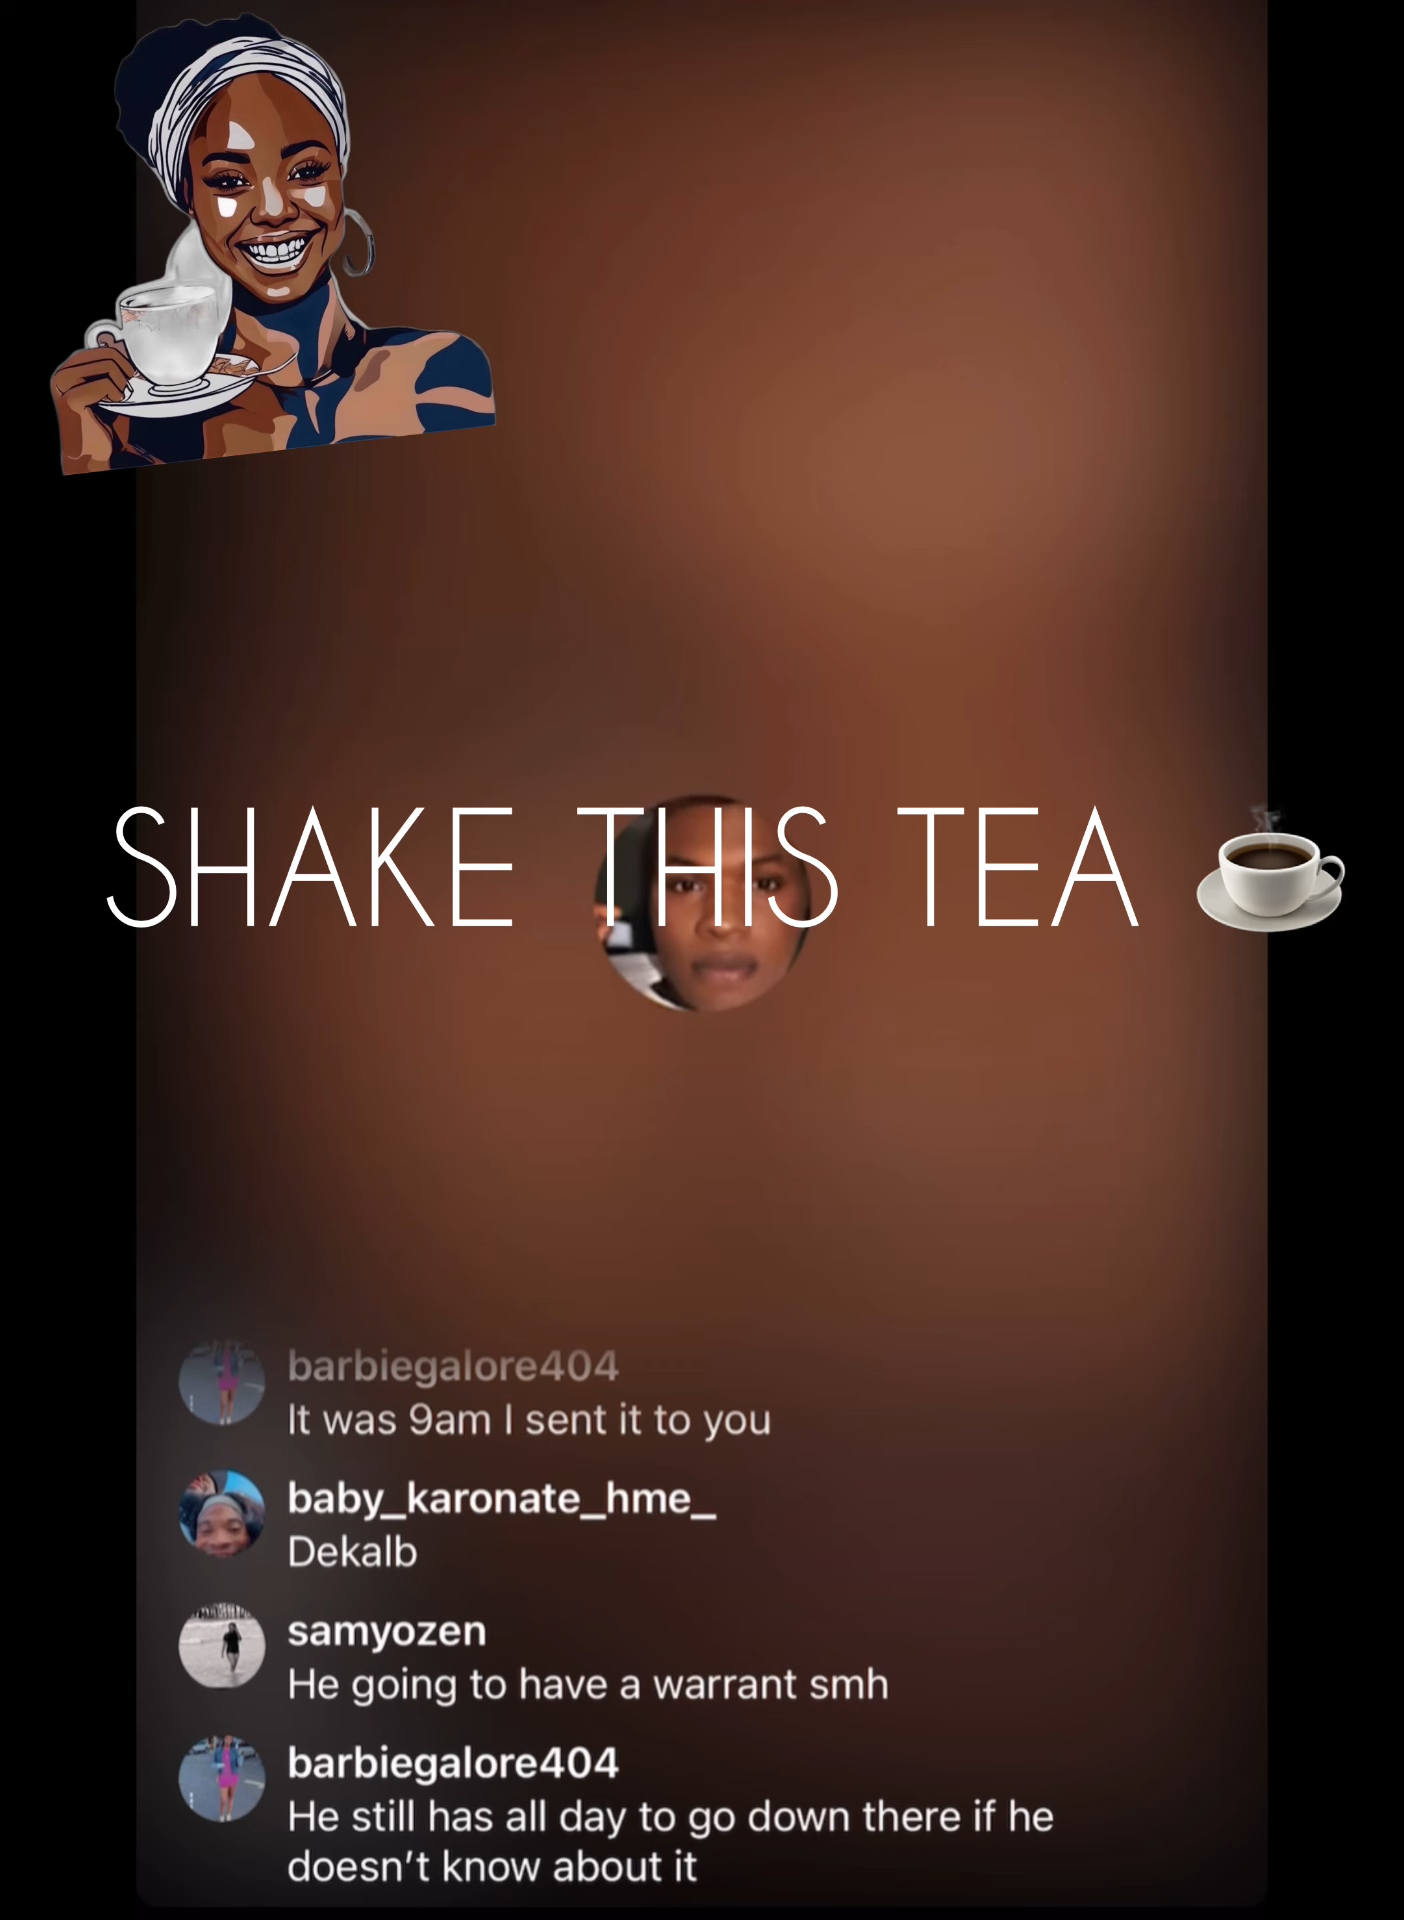 SHAKE THIS TEA ☕
barbiegalore404
It was 9am I sent it to you
baby_karonate_hme_
Dekalb
samyozen
He going to have a warrant smh
barbiegalore404
He still has all day to go down there if he
doesn’t know about it